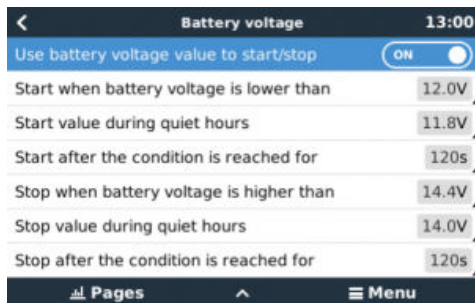 Battery voltage 13:00
Use battery voltage value to start/stop ON
Start when battery voltage is lower than 12.0V
Start value during quiet hours 11.8V
Start after the condition is reached for 120s
Stop when battery voltage is higher than 14.4V
Stop value during quiet hours 14.0V
Stop after the condition is reached for 120s
Pages Menu